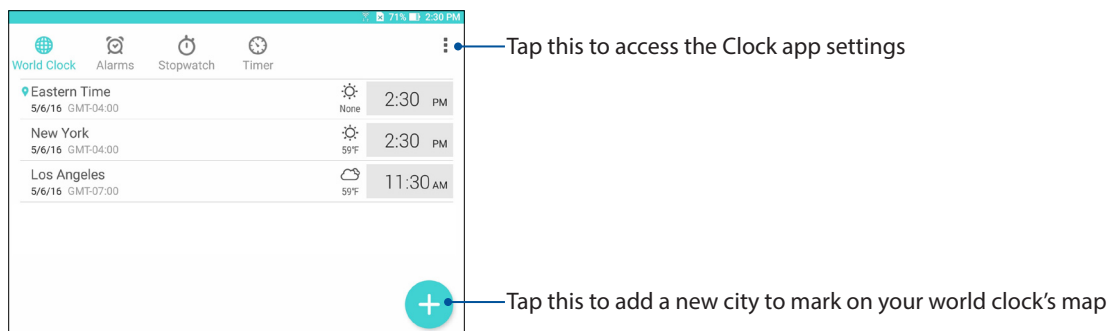 71% 2:30 PM
World Clock Alarms Stopwatch Timer
Tap this to access the Clock app settings
Eastern Time
5/6/16 GMT-04:00
None
2:30 PM
New York
5/6/16 GMT-04:00
59°F
2:30 PM
Los Angeles
5/6/16 GMT-07:00
59°F
11:30 AM
Tap this to add a new city to mark on your world clock’s map